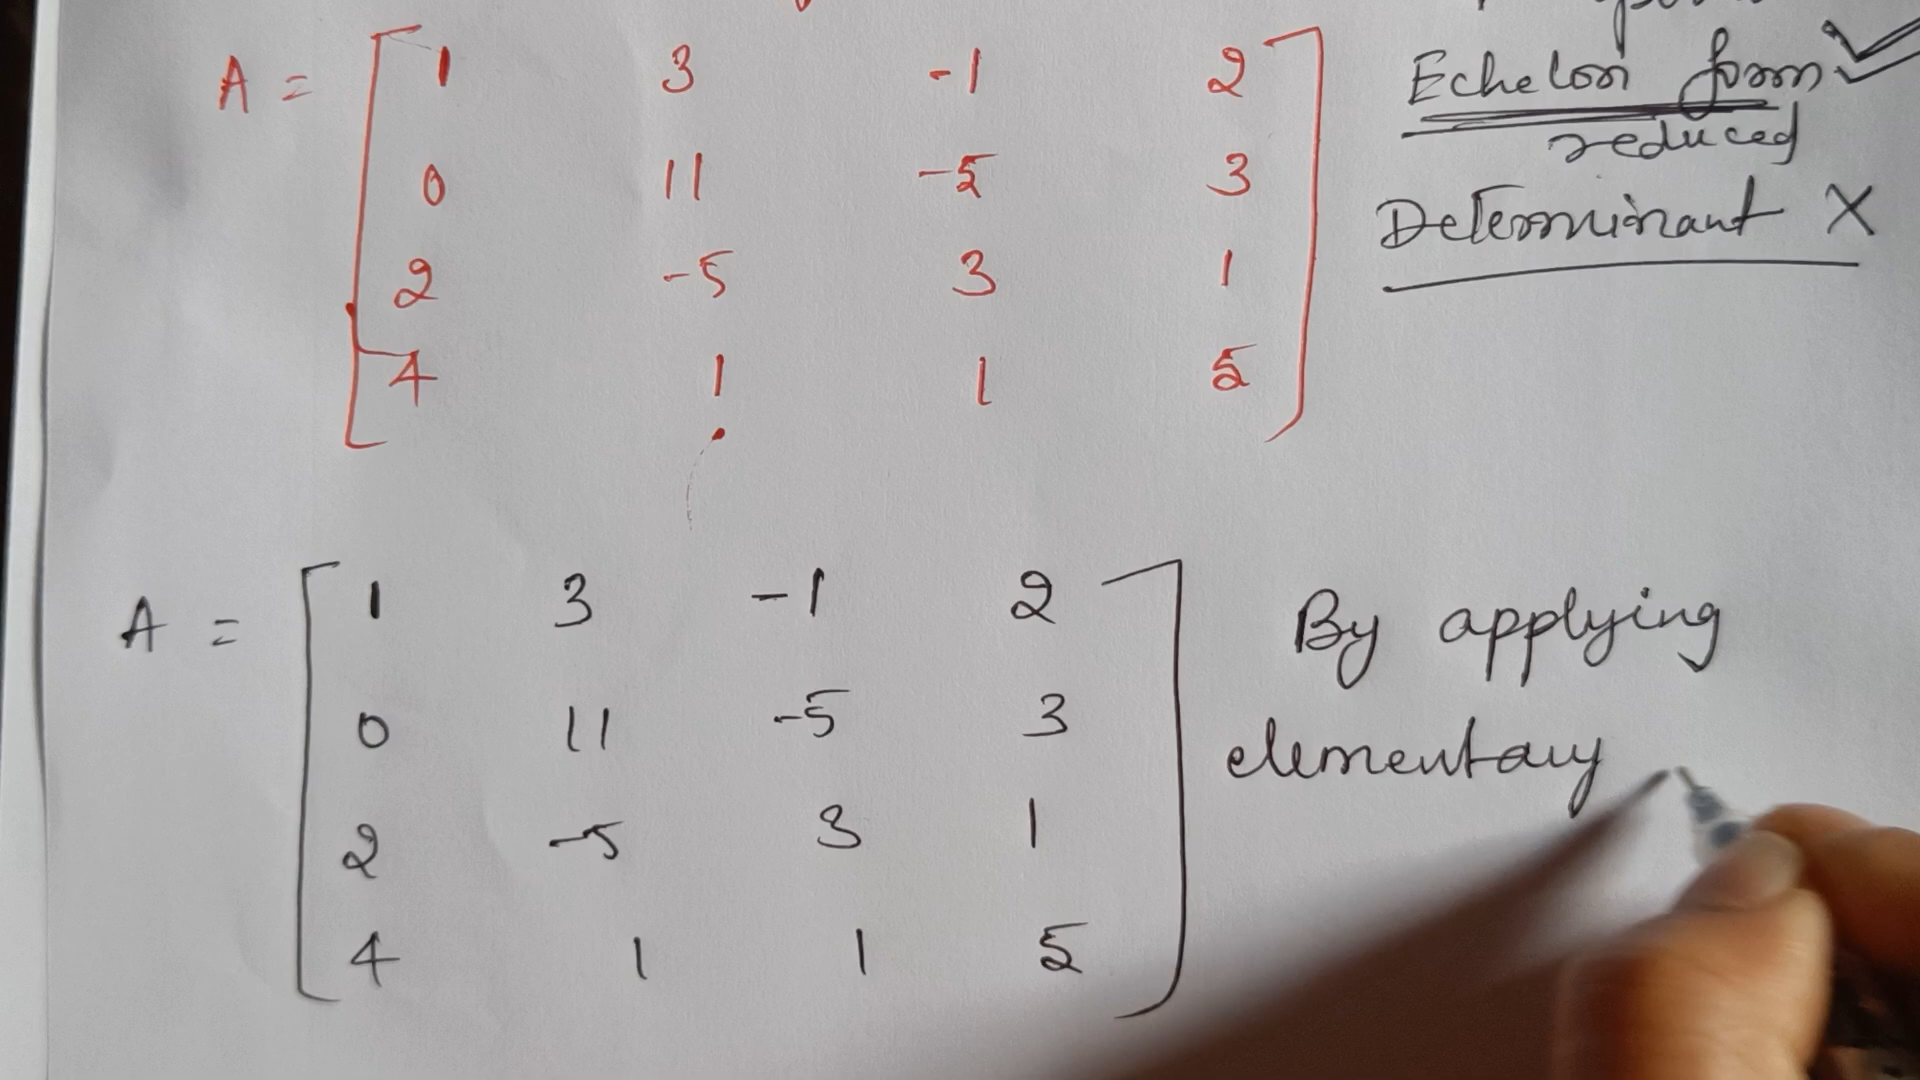 A = [ 1 3 -1 2 ]
0 11 -5 3
2 -5 3 1
4 1 1 5
Echelon form ✓
reduced
Determinant X
A = [ 1 3 -1 2 ]
0 11 -5 3
2 -5 3 1
4 1 1 5
By applying
elementary